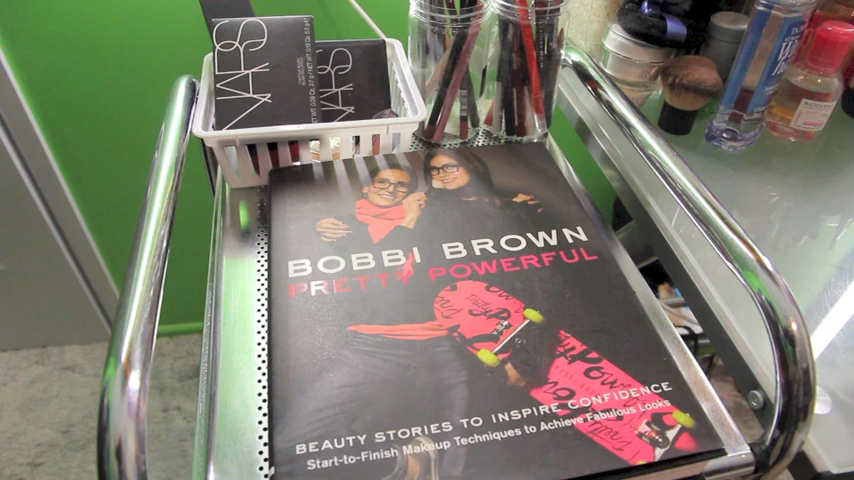 NARS
NARS
BOBBI BROWN
PRETTY POWERFUL
BEAUTY STORIES TO INSPIRE CONFIDENCE
Start-to-Finish Makeup Techniques to Achieve Fabulous Looks